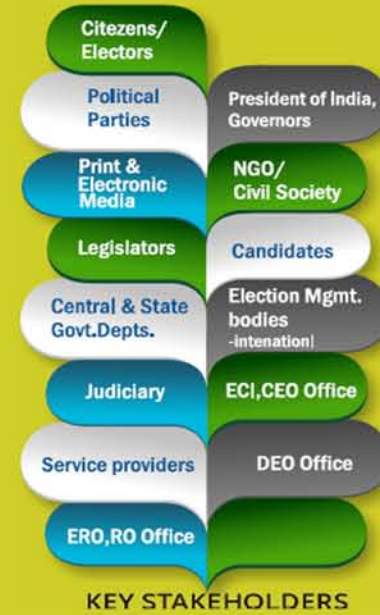 Citezens/
Electors
Political
Parties
President of India,
Governors
Print &
Electronic
Media
NGO/
Civil Society
Legislators
Candidates
Central & State
Govt.Depts.
Election Mgmt.
bodies
-intenation|
Judiciary
ECI,CEO Office
Service providers
DEO Office
ERO,RO Office
KEY STAKEHOLDERS